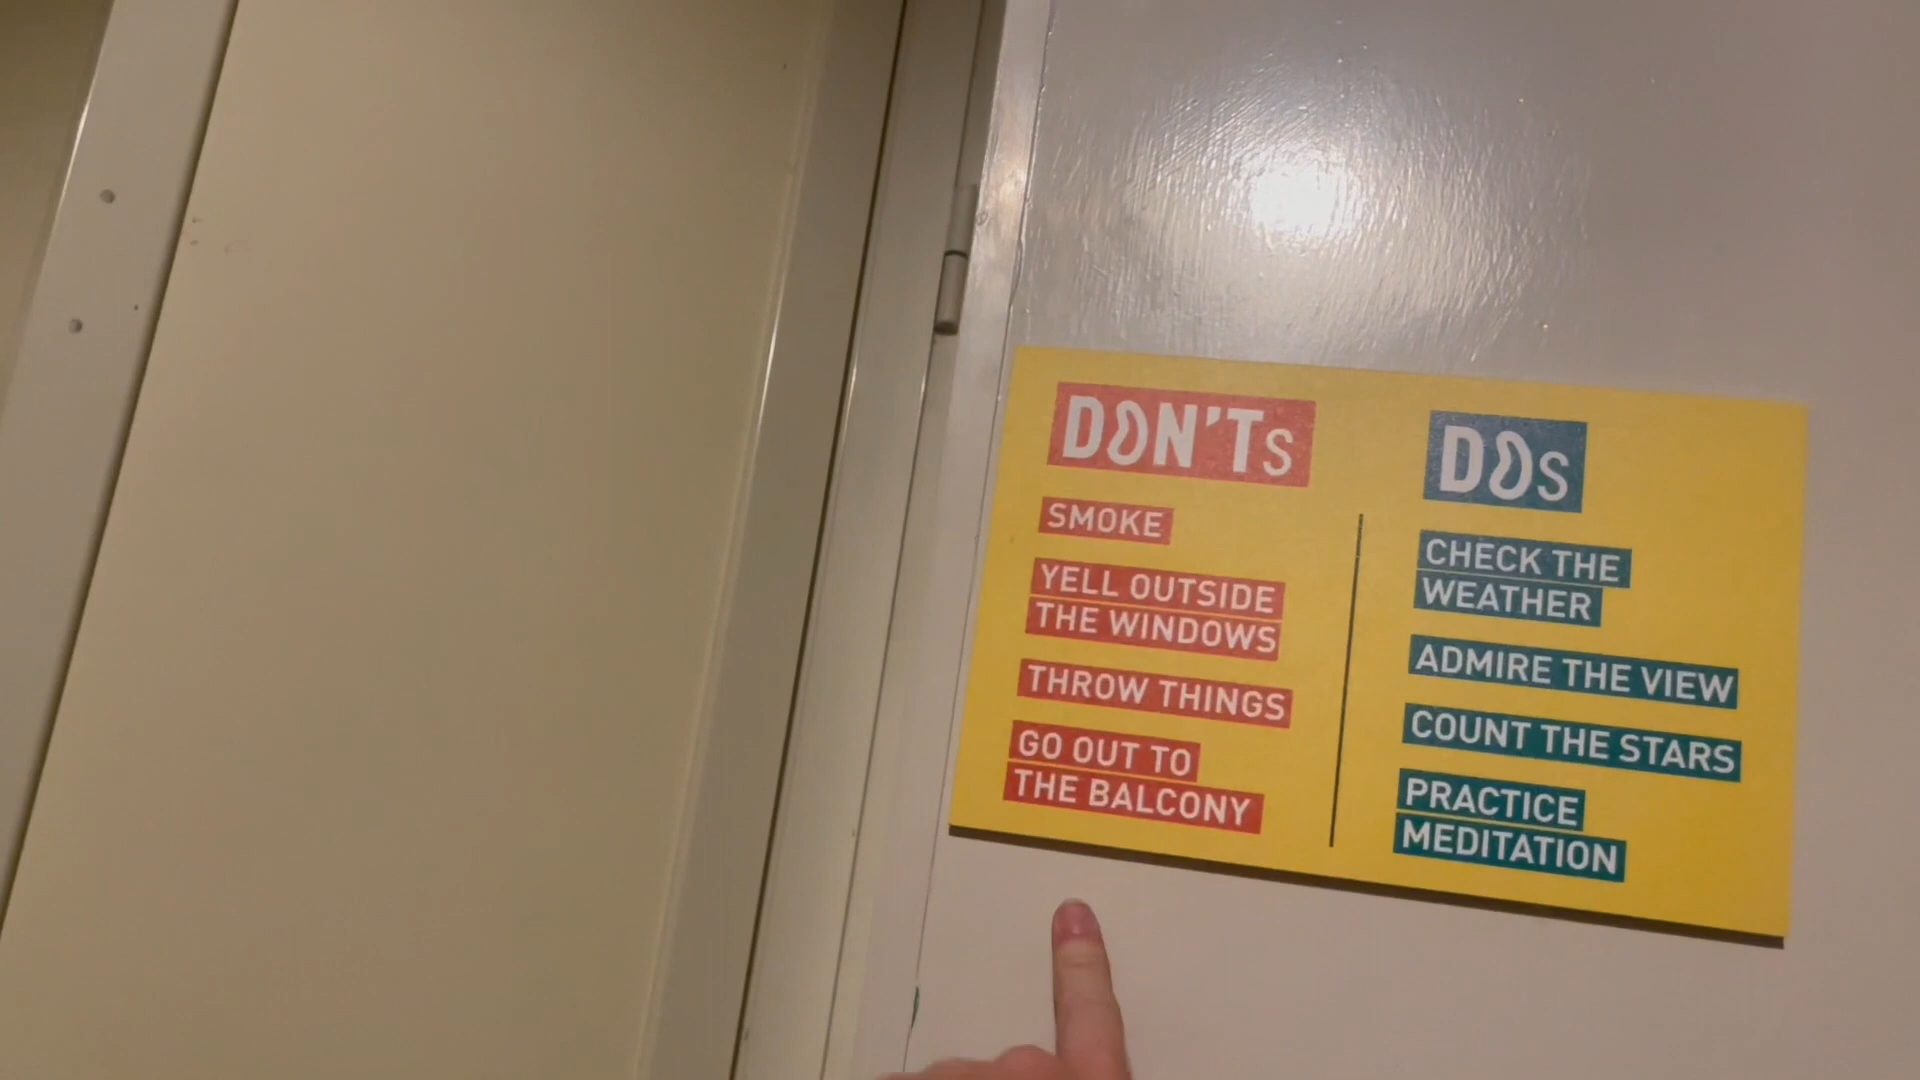 DON'Ts
SMOKE
YELL OUTSIDE
THE WINDOWS
THROW THINGS
GO OUT TO
THE BALCONY
DOs
CHECK THE
WEATHER
ADMIRE THE VIEW
COUNT THE STARS
PRACTICE
MEDITATION